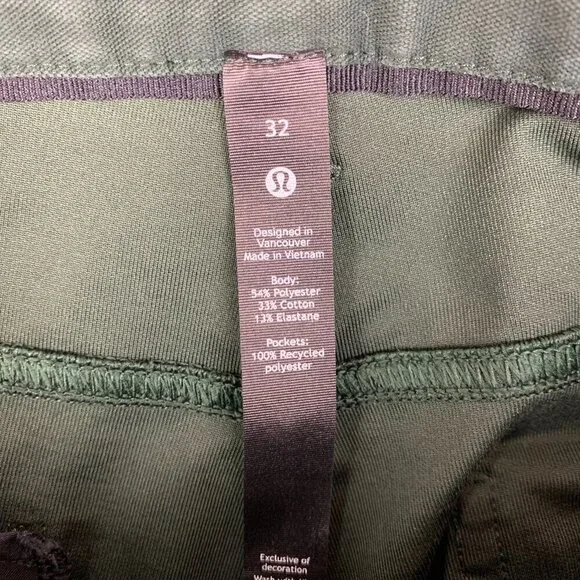 32
Designed in
Vancouver
Made in Vietnam
Body:
54% Polyester
33% Cotton
13% Elastane
Pockets:
100% Recycled
polyester
Exclusive of
decoration